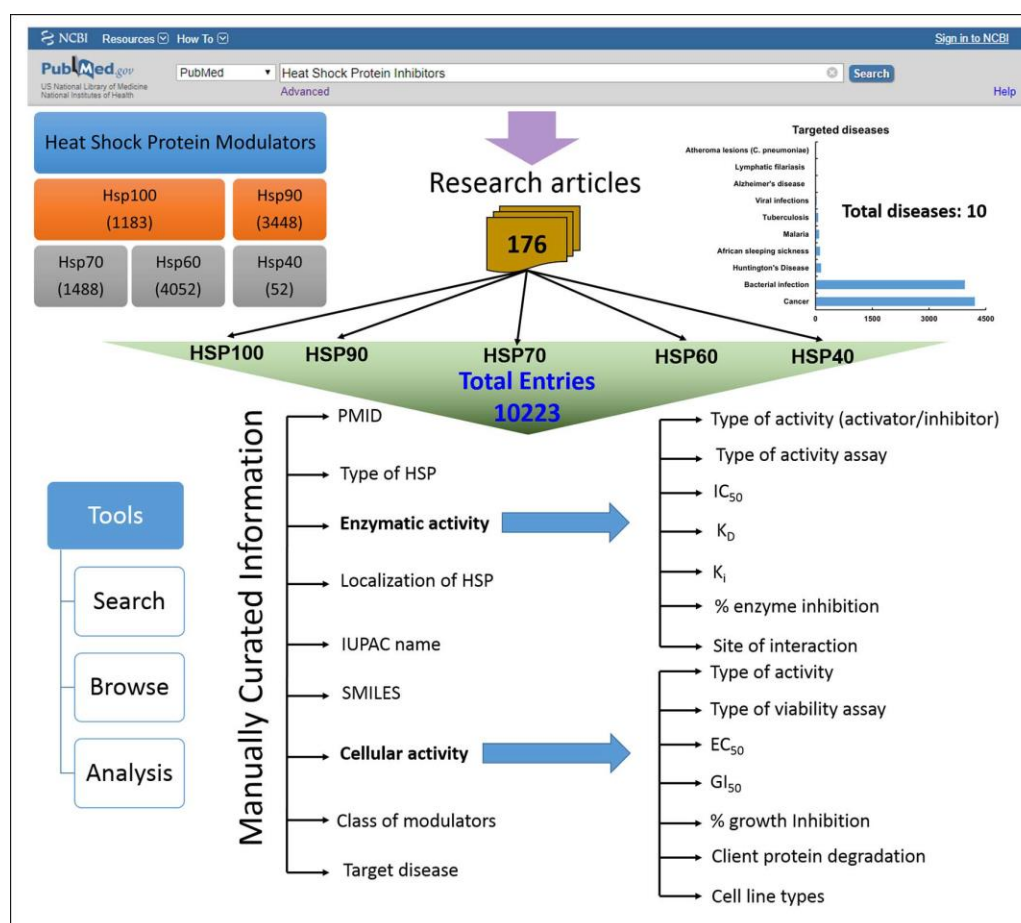 NCBI Resources How To Sign in to NCBI
PubMed.gov
US National Library of Medicine
National Institutes of Health
PubMed
Heat Shock Protein Inhibitors
Search
Advanced
Help
Heat Shock Protein Modulators
Hsp100
(1183)
Hsp90
(3448)
Hsp70
(1488)
Hsp60
(4052)
Hsp40
(52)
Research articles
176
Targeted diseases
Atheroma lesions (C. pneumoniae)
Lymphatic filariasis
Alzheimer's disease
Viral infections
Tuberculosis
Malaria
African sleeping sickness
Huntington's Disease
Bacterial infection
Cancer
0 1500 3000 4500
Total diseases: 10
HSP100 HSP90 HSP70 HSP60 HSP40
Total Entries
10223
Tools
Search
Browse
Analysis
Manually Curated Information
PMID
Type of HSP
Enzymatic activity
Localization of HSP
IUPAC name
SMILES
Cellular activity
Class of modulators
Target disease
Type of activity (activator/inhibitor)
Type of activity assay
IC50
KD
Ki
% enzyme inhibition
Site of interaction
Type of activity
Type of viability assay
EC50
GI50
% growth Inhibition
Client protein degradation
Cell line types